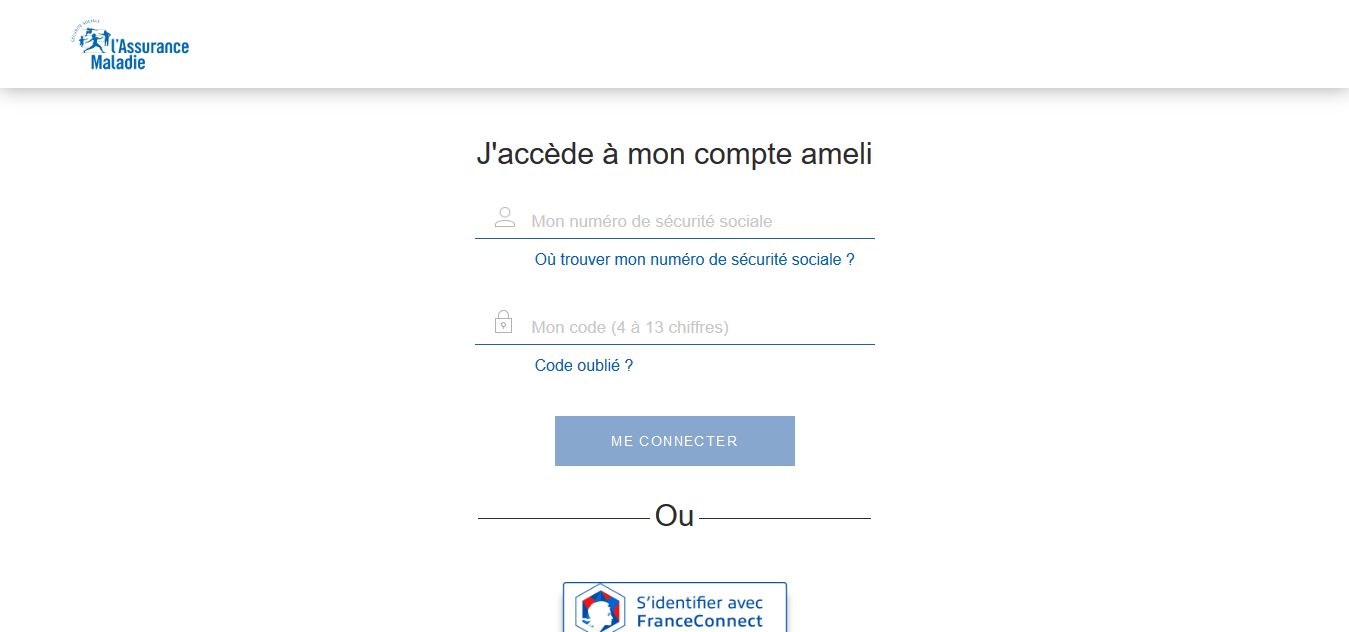 SÉCURITÉ SOCIALE
l'Assurance
Maladie
J'accède à mon compte ameli
Mon numéro de sécurité sociale
Où trouver mon numéro de sécurité sociale ?
Mon code (4 à 13 chiffres)
Code oublié ?
ME CONNECTER
Ou
S'identifier avec
FranceConnect